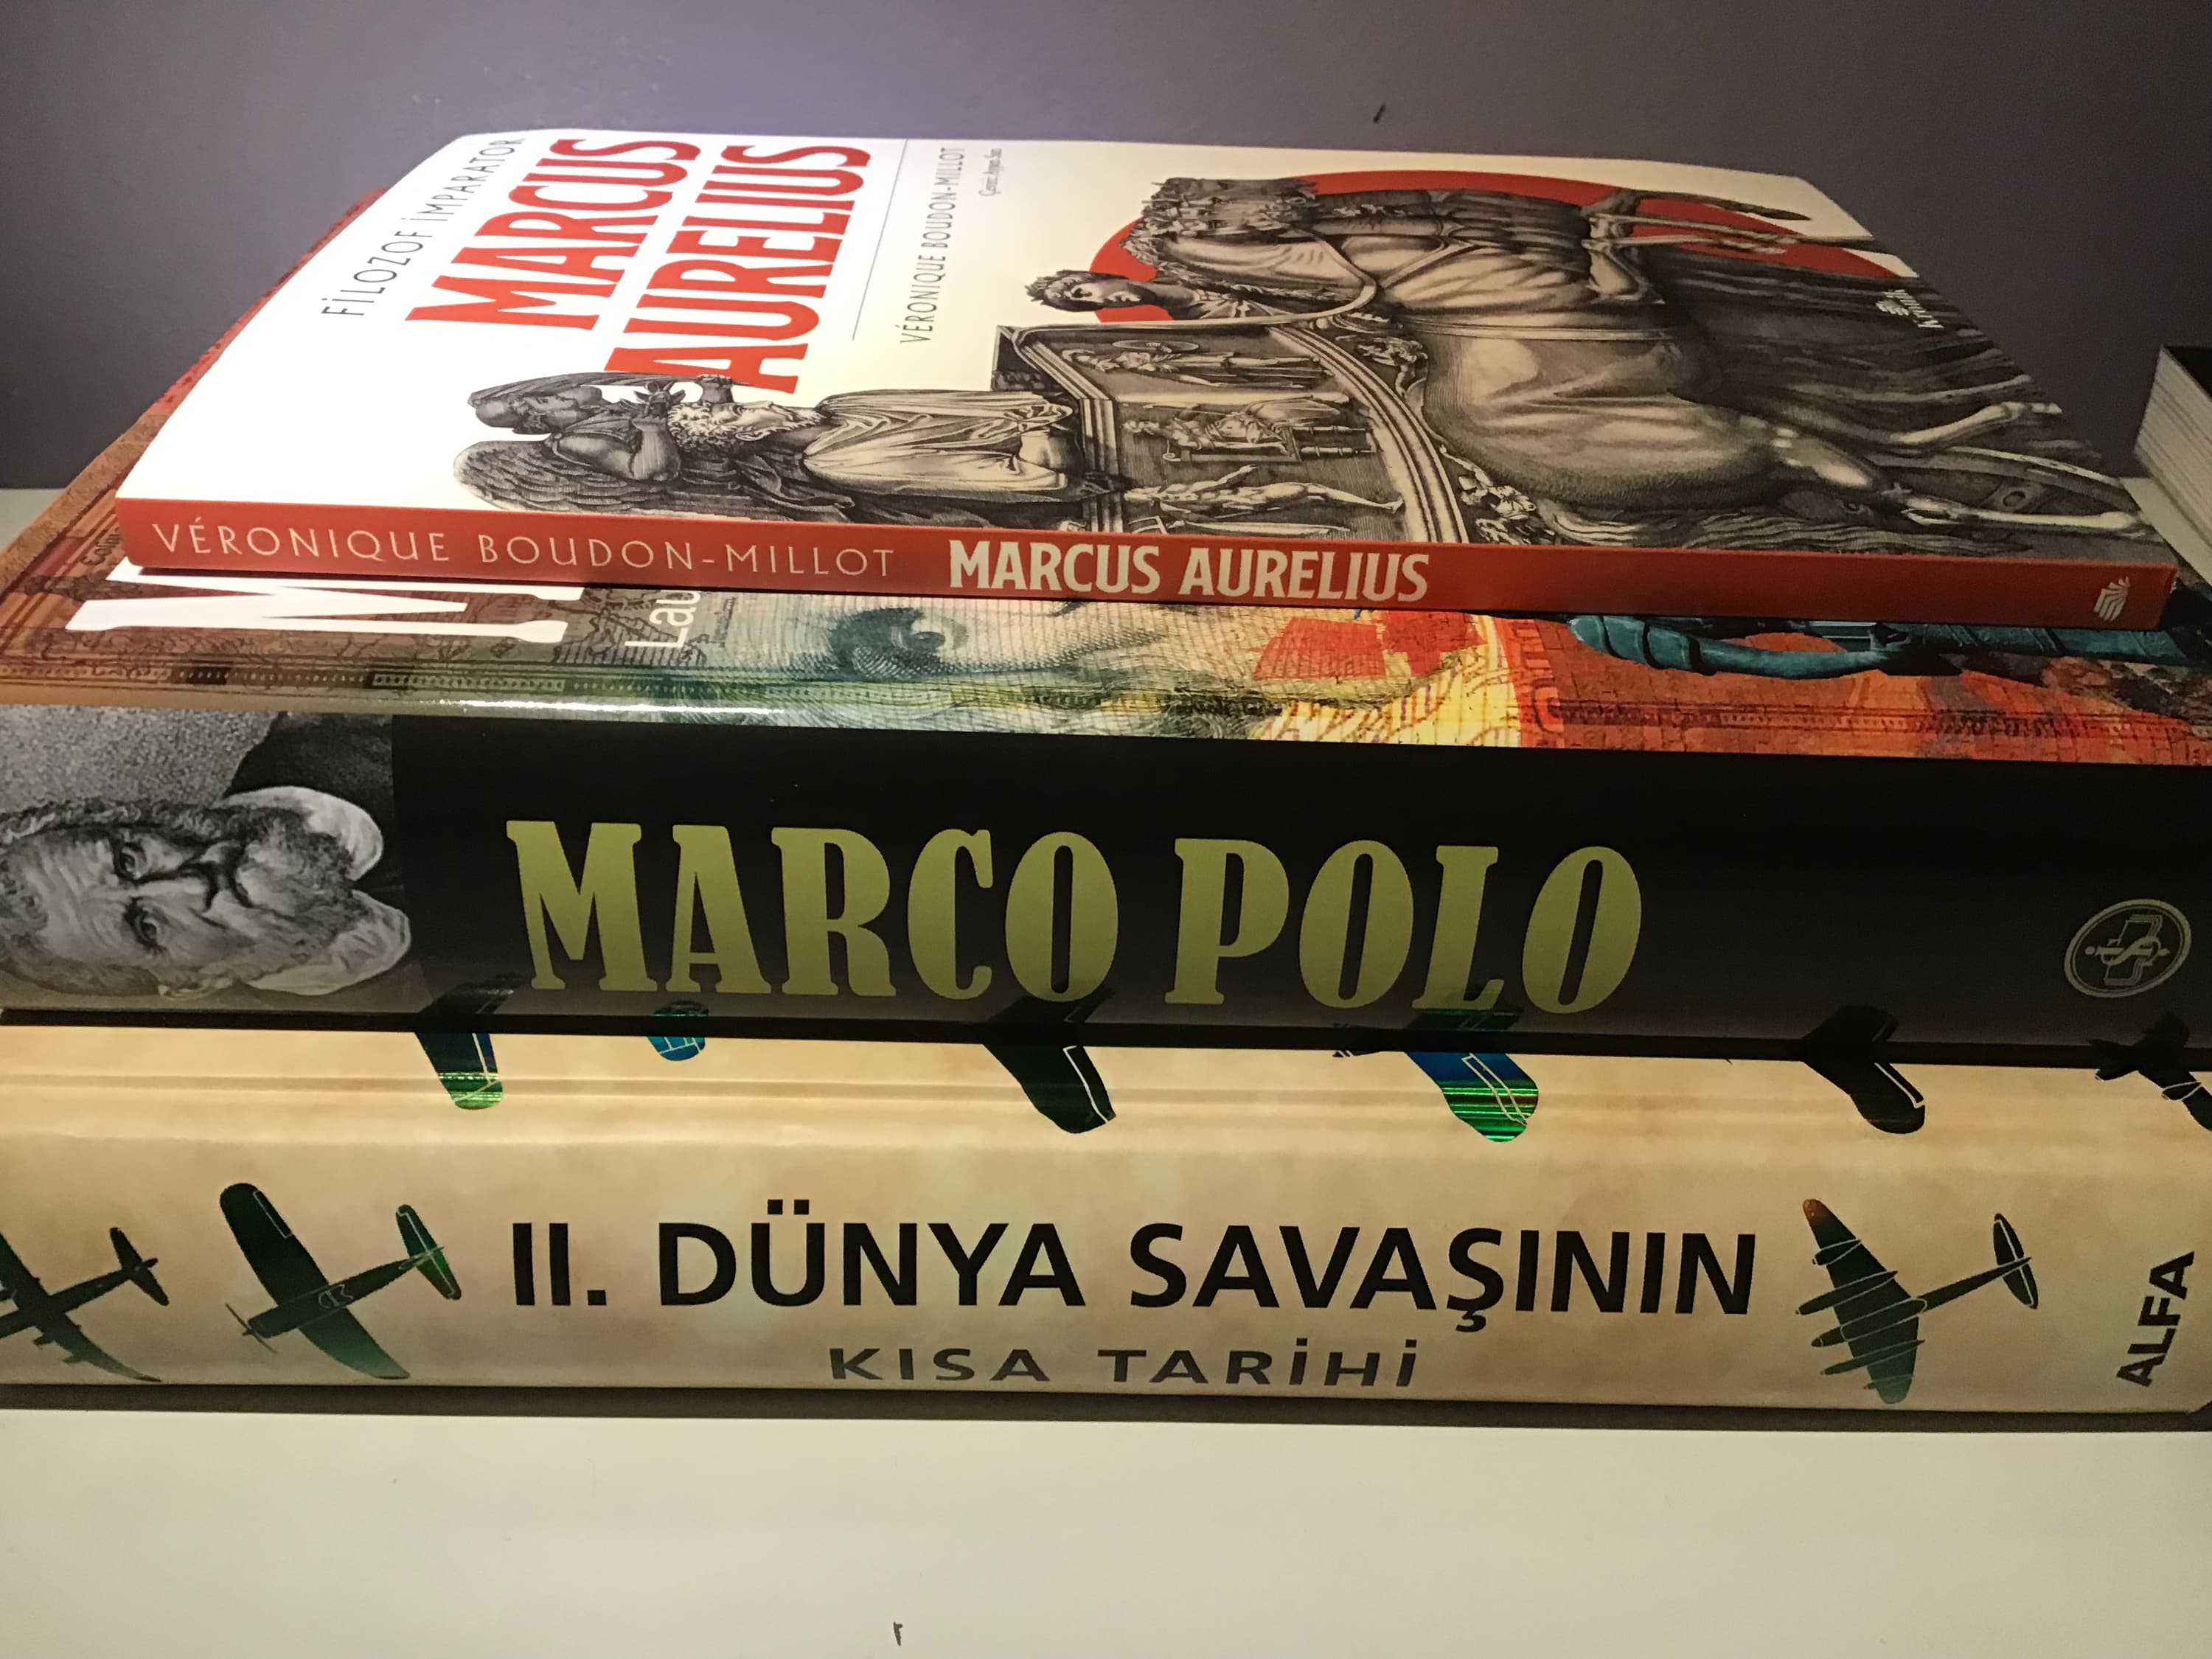 FİLOZOF İMPARATOR
MARCUS
AURELIUS
VÉRONIQUE BOUDON-MILLOT
VÉRONIQUE BOUDON-MILLOT MARCUS AURELIUS
MARCO POLO
II. DÜNYA SAVAŞININ
KISA TARİHİ
ALFA